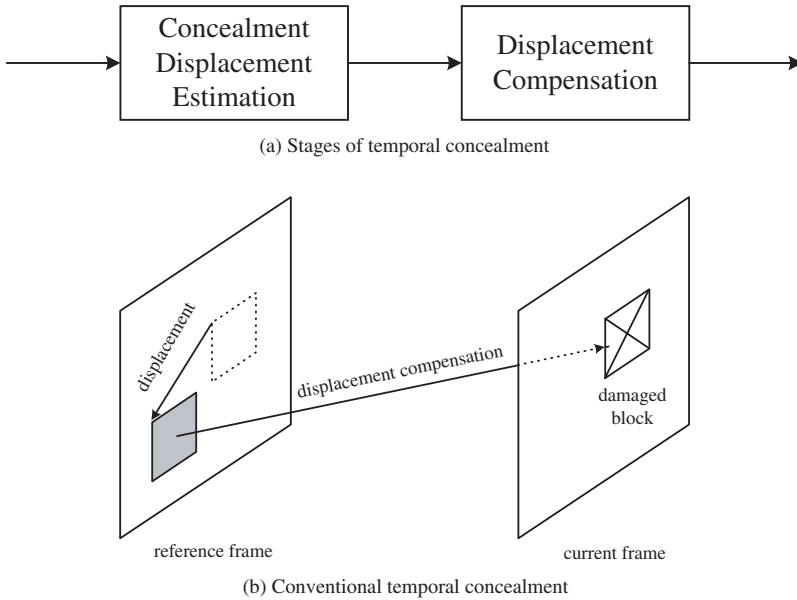 Concealment
Displacement
Estimation
Displacement
Compensation
(a) Stages of temporal concealment
displacement
displacement compensation
damaged
block
reference frame
current frame
(b) Conventional temporal concealment